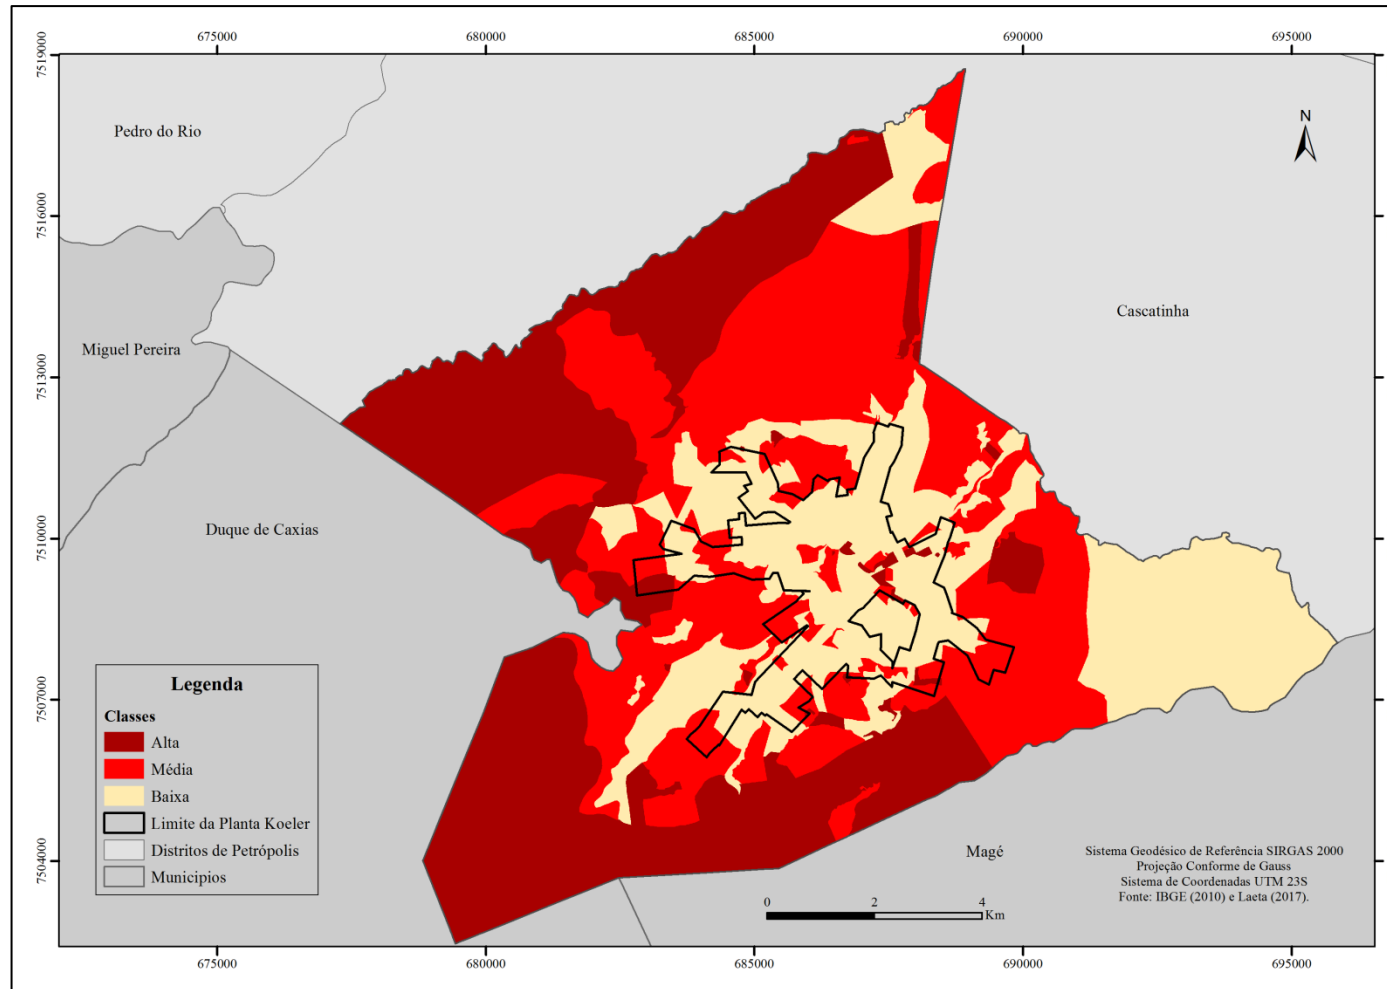 675000 680000 685000 690000 695000
7519000
7516000
7513000
7510000
7507000
7504000
N
Pedro do Rio
Cascatinha
Miguel Pereira
Duque de Caxias
Magé
Legenda
Classes
Alta
Média
Baixa
Limite da Planta Koeler
Distritos de Petrópolis
Municipios
0 2 4
Km
Sistema Geodésico de Referência SIRGAS 2000
Projeção Conforme de Gauss
Sistema de Coordenadas UTM 23S
Fonte: IBGE (2010) e Laeta (2017).
675000 680000 685000 690000 695000